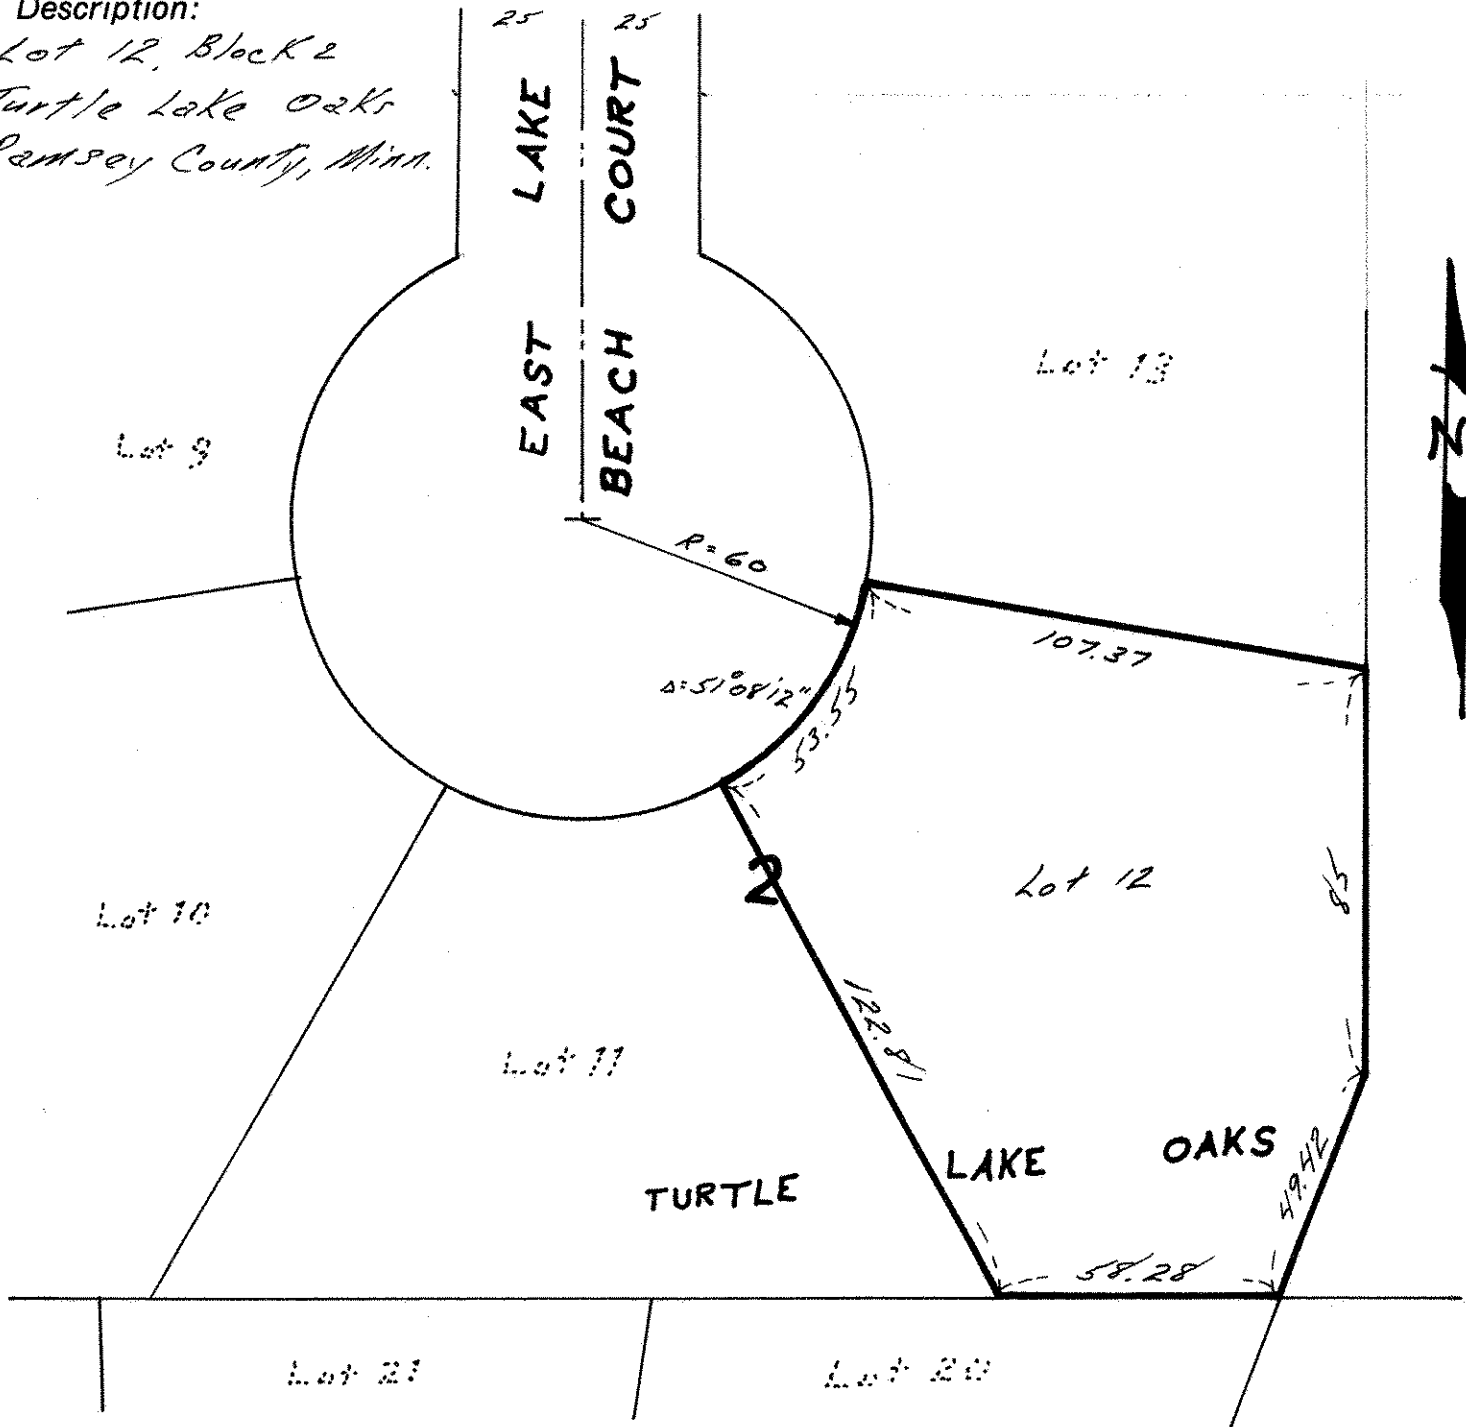 Description:
Lot 12, Block 2
Turtle Lake Oaks
Ramsey County, Minn.
25 25
EAST LAKE
BEACH COURT
Lot 13
Z
Lot 9
R=60
107.37
Δ=51°08'12"
53.55
2
Lot 12
85
Lot 10
122.81
Lot 11
TURTLE LAKE OAKS
49.42
58.28
Lot 21
Lot 20